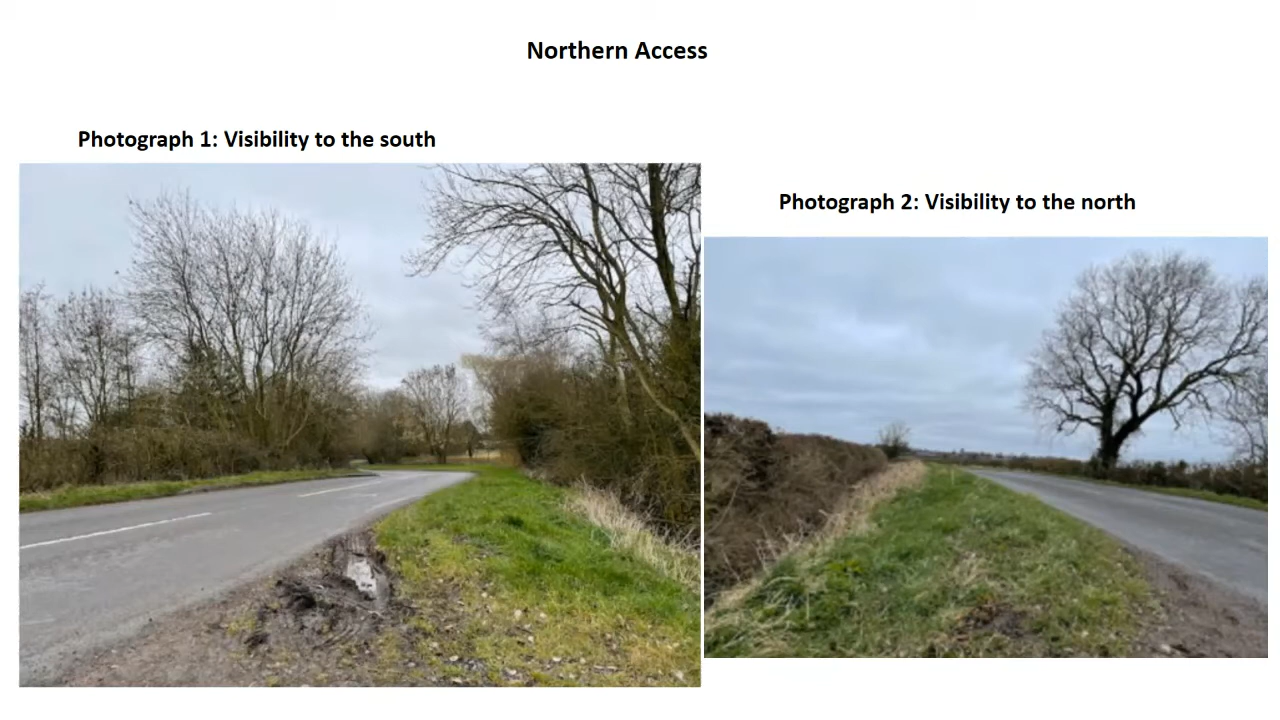 Northern Access
Photograph 1: Visibility to the south
Photograph 2: Visibility to the north